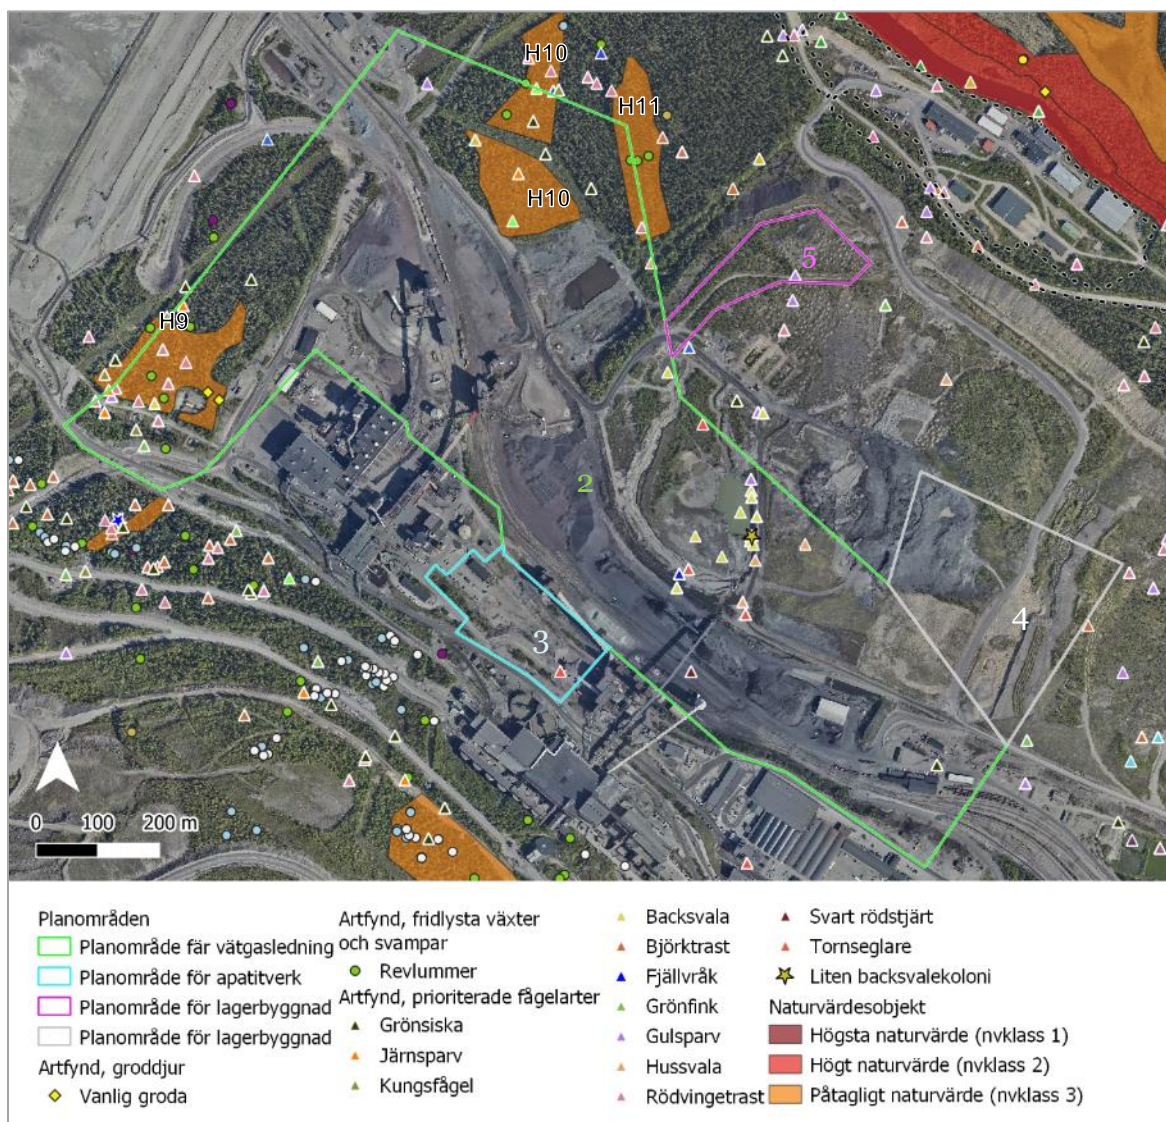 H10
H11
H10
5
H9
2
3
4
0 100 200 m
Planområden
Planområde fär vätgasledning
Planområde för apatitverk
Planområde för lagerbyggnad
Planområde för lagerbyggnad
Artfynd, groddjur
Vanlig groda
Artfynd, fridlysta växter
och svampar
Revlummer
Artfynd, prioriterade fågelarter
Grönsiska
Järnsparv
Kungsfågel
Backsvala
Björktrast
Fjällvråk
Grönfink
Gulsparv
Hussvala
Rödvingetrast
Svart rödstjärt
Tornseglare
Liten backsvalekoloni
Naturvärdesobjekt
Högsta naturvärde (nvklass 1)
Högt naturvärde (nvklass 2)
Påtagligt naturvärde (nvklass 3)